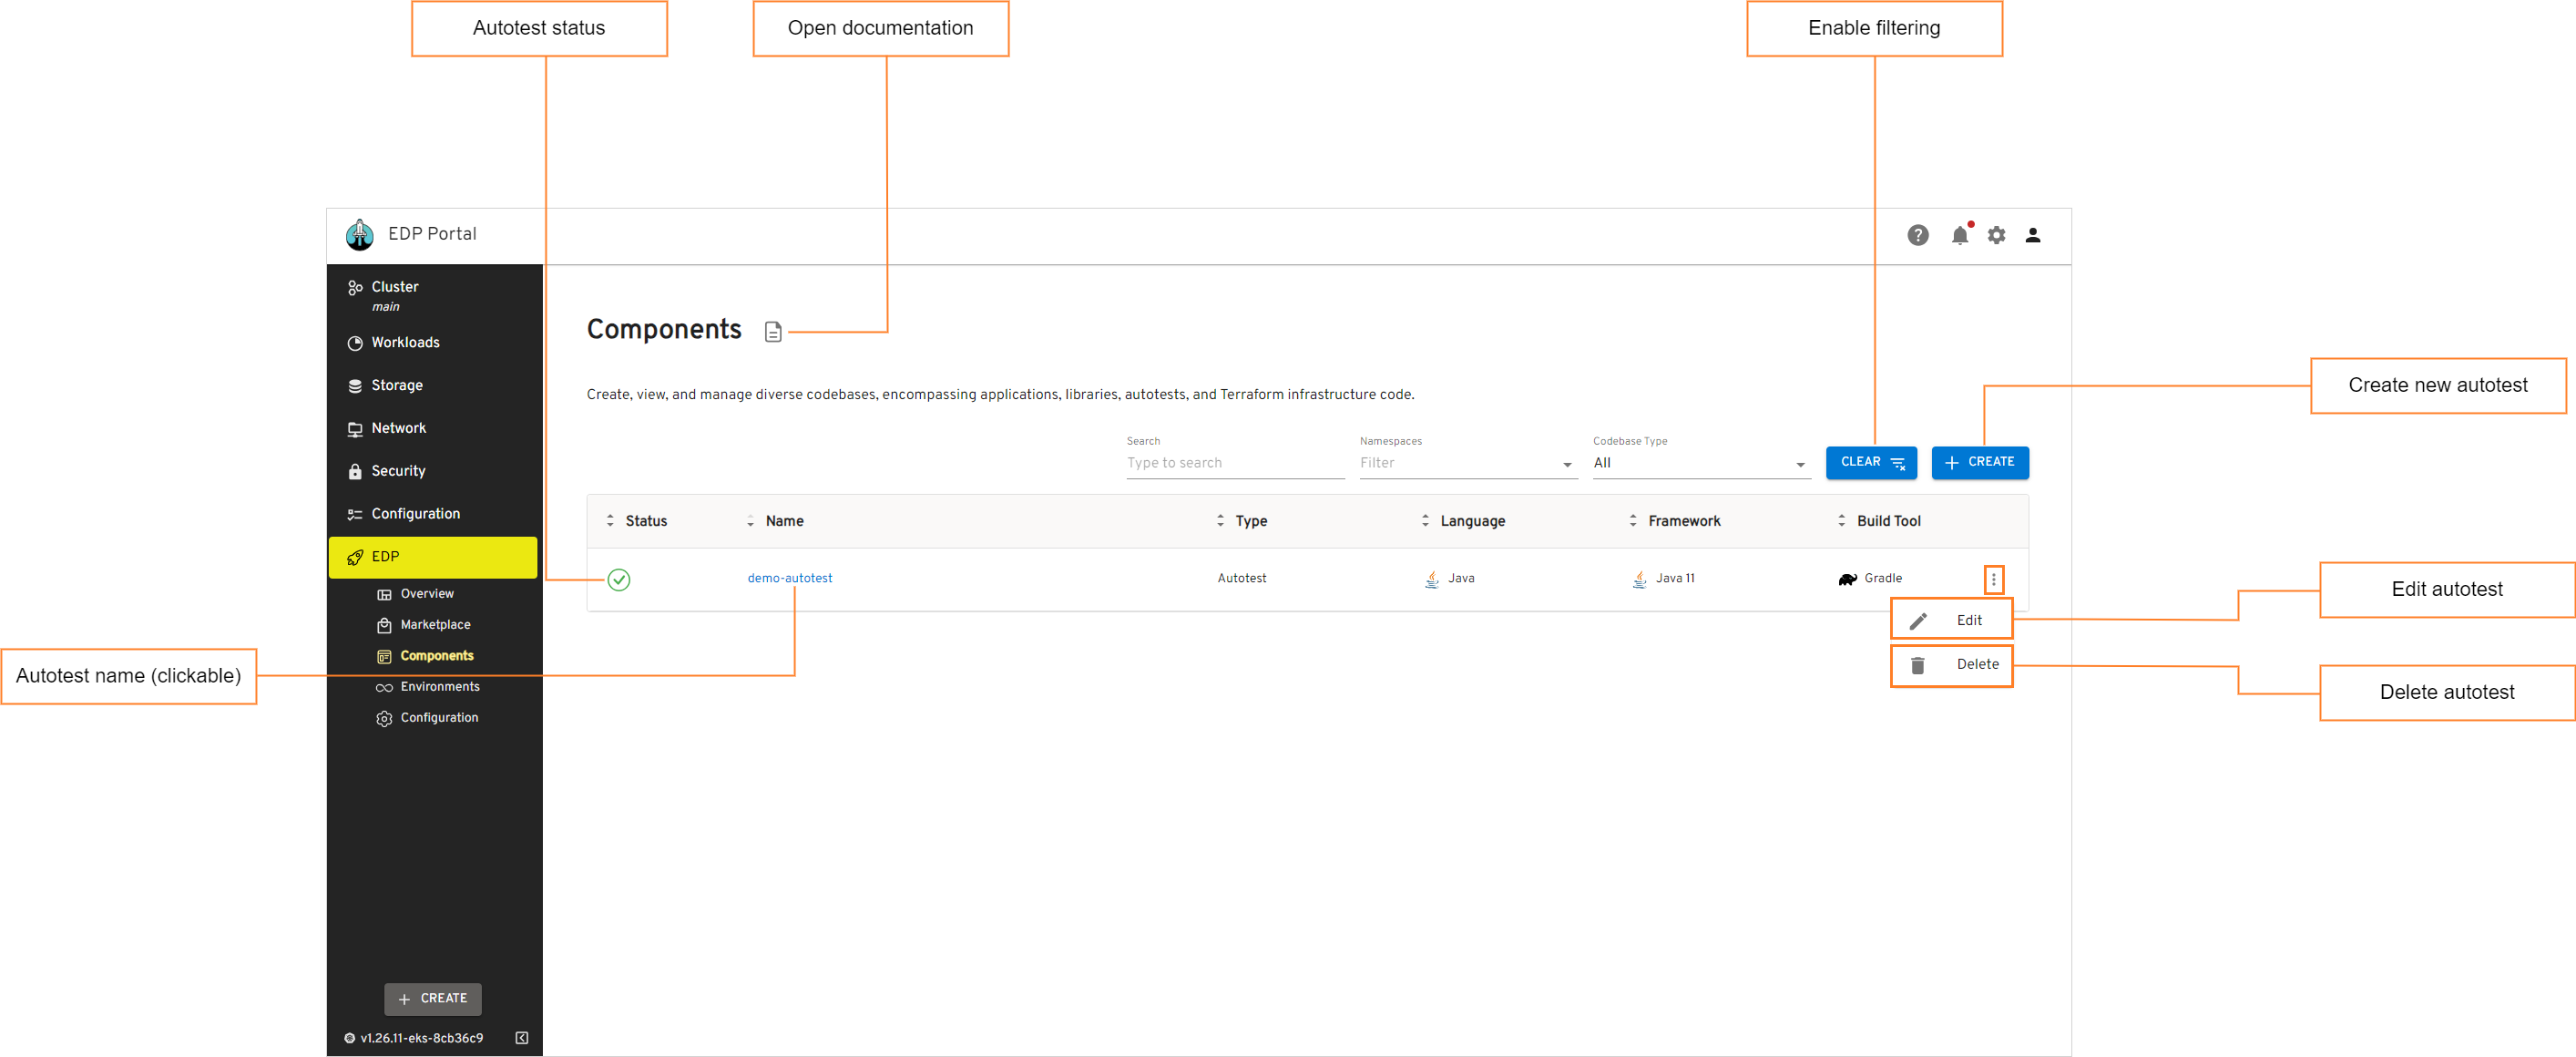 Autotest status
Open documentation
Enable filtering
EDP Portal
Cluster
main
Workloads
Storage
Network
Security
Configuration
EDP
Overview
Marketplace
Components
Environments
Configuration
+ CREATE
v1.26.11-eks-8cb36c9
Components
Create, view, and manage diverse codebases, encompassing applications, libraries, autotests, and Terraform infrastructure code.
Search
Type to search
Namespaces
Filter
Codebase Type
All
CLEAR
+ CREATE
Status Name Type Language Framework Build Tool
demo-autotest Autotest Java Java 11 Gradle
Edit
Delete
Create new autotest
Edit autotest
Delete autotest
Autotest name (clickable)